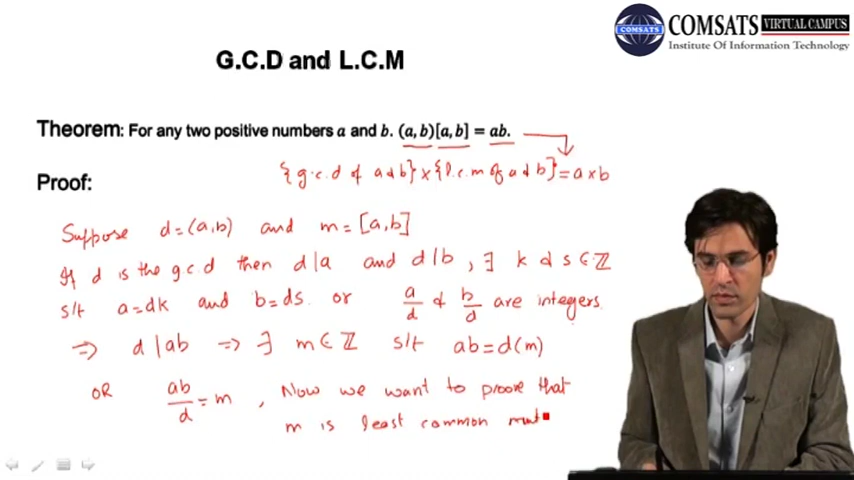 COMSATS
COMSATS VIRTUAL CAMPUS
Institute Of Information Technology
G.C.D and L.C.M
Theorem: For any two positive numbers a and b. (a, b)[a, b] = ab.
{g.c.d of a & b} x {l.c.m of a & b} = a x b
Proof:
Suppose d = (a,b) and m = [a,b]
If d is the g.c.d then d|a and d|b , ∃ k & s ∈ ℤ
s/t a = dk and b = ds. or a/d & b/d are integers.
⇒ d | ab ⇒ ∃ m ∈ ℤ s/t ab = d(m)
OR ab/d = m , Now we want to prove that
m is least common mult